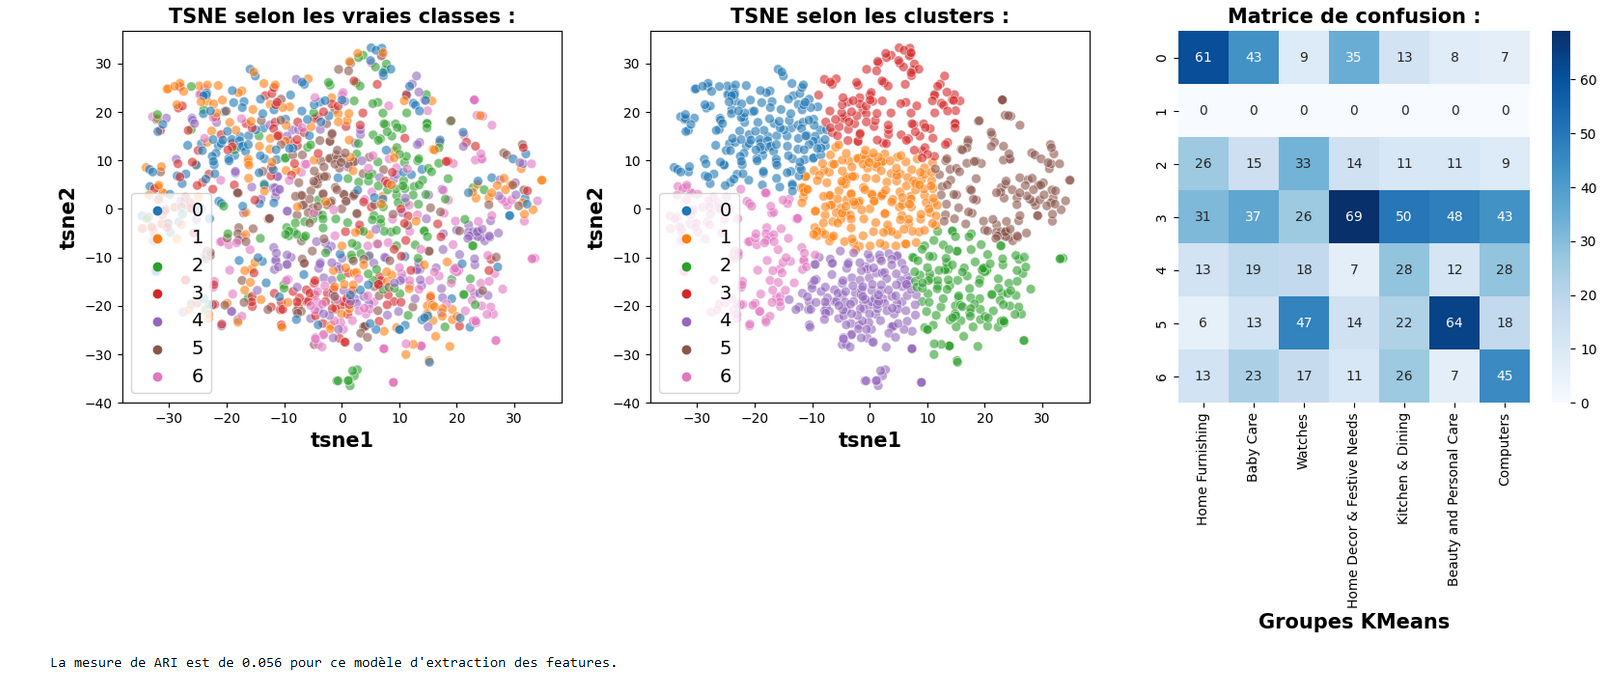 TSNE selon les vraies classes :
30
20
10
0
−10
−20
−30
−40
tsne2
0
1
2
3
4
5
6
−30
−20
−10
0
10
20
30
tsne1
TSNE selon les clusters :
30
20
10
0
−10
−20
−30
−40
tsne2
0
1
2
3
4
5
6
−30
−20
−10
0
10
20
30
tsne1
Matrice de confusion :
0 61 43 9 35 13 8 7
1 0 0 0 0 0 0 0
2 26 15 33 14 11 11 9
3 31 37 26 69 50 48 43
4 13 19 18 7 28 12 28
5 6 13 47 14 22 64 18
6 13 23 17 11 26 7 45
Home Furnishing
Baby Care
Watches
Home Decor & Festive Needs
Kitchen & Dining
Beauty and Personal Care
Computers
Groupes KMeans
60
50
40
30
20
10
0
La mesure de ARI est de 0.056 pour ce modèle d'extraction des features.